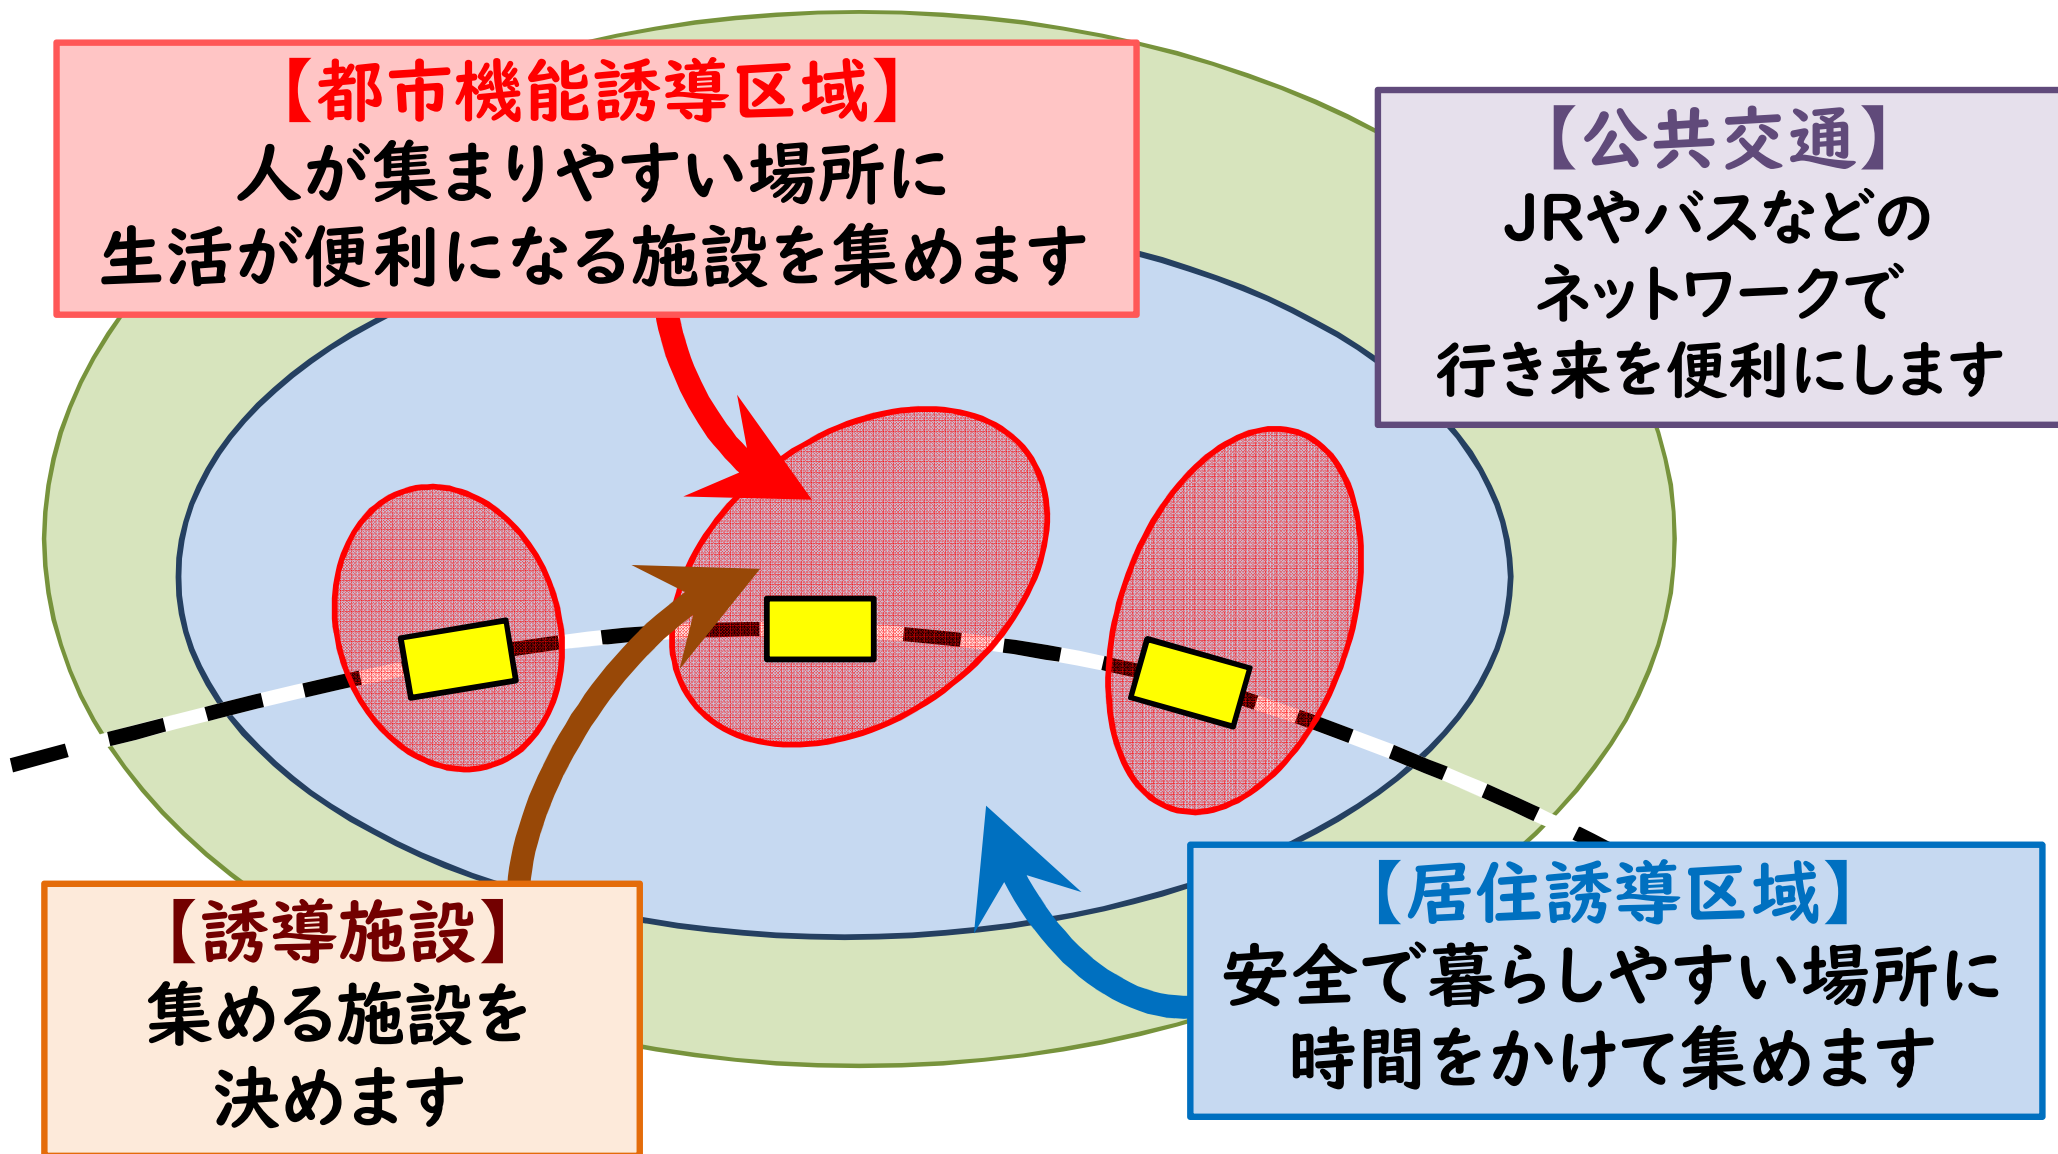 【都市機能誘導区域】
人が集まりやすい場所に
生活が便利になる施設を集めます
【公共交通】
JRやバスなどの
ネットワークで
行き来を便利にします
【誘導施設】
集める施設を
決めます
【居住誘導区域】
安全で暮らしやすい場所に
時間をかけて集めます